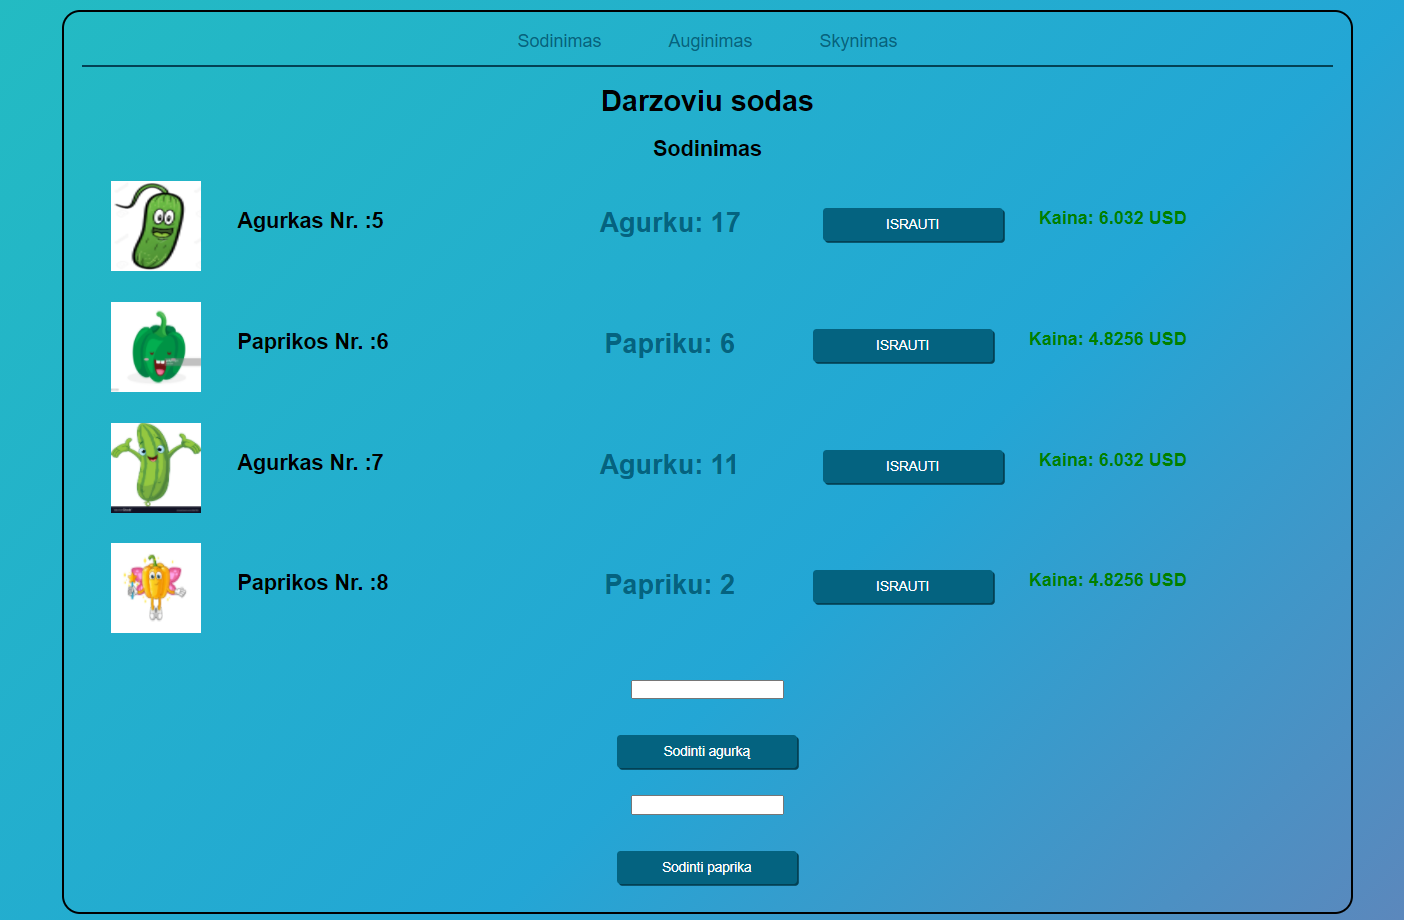 Sodinimas Auginimas Skynimas
Darzoviu sodas
Sodinimas
Agurkas Nr. :5 Agurku: 17 ISRAUTI Kaina: 6.032 USD
Paprikos Nr. :6 Papriku: 6 ISRAUTI Kaina: 4.8256 USD
Agurkas Nr. :7 Agurku: 11 ISRAUTI Kaina: 6.032 USD
Paprikos Nr. :8 Papriku: 2 ISRAUTI Kaina: 4.8256 USD
Sodinti agurką
Sodinti paprika